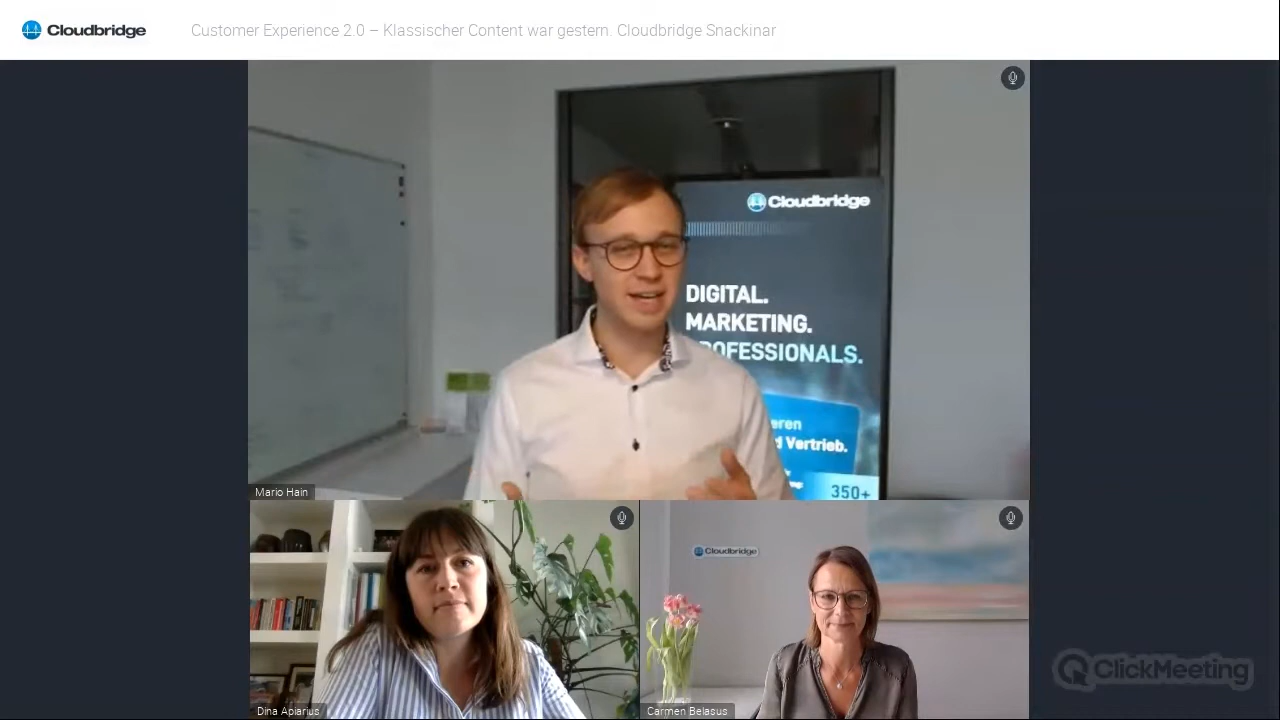 Cloudbridge
Customer Experience 2.0 – Klassischer Content war gestern. Cloudbridge Snackinar
Cloudbridge
DIGITAL.
MARKETING.
OFESSIONALS.
eren
d Vertrieb.
350+
Mario Hain
Cloudbridge
ClickMeeting
Dina Apiarius
Carmen Belasus